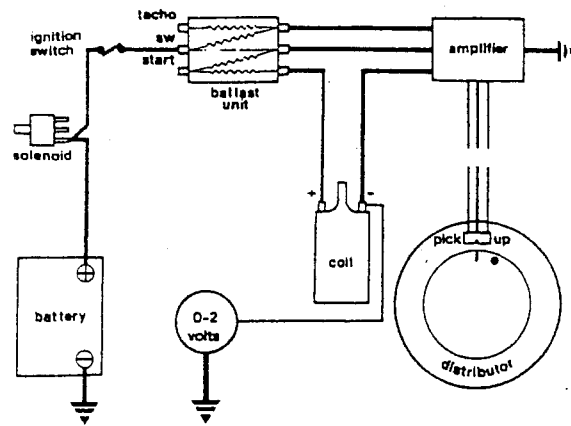 tacho
ignition
switch
sw
start
amplifier
ballast
unit
solenoid
+
-
pick up
coil
0-2
volts
battery
distributor